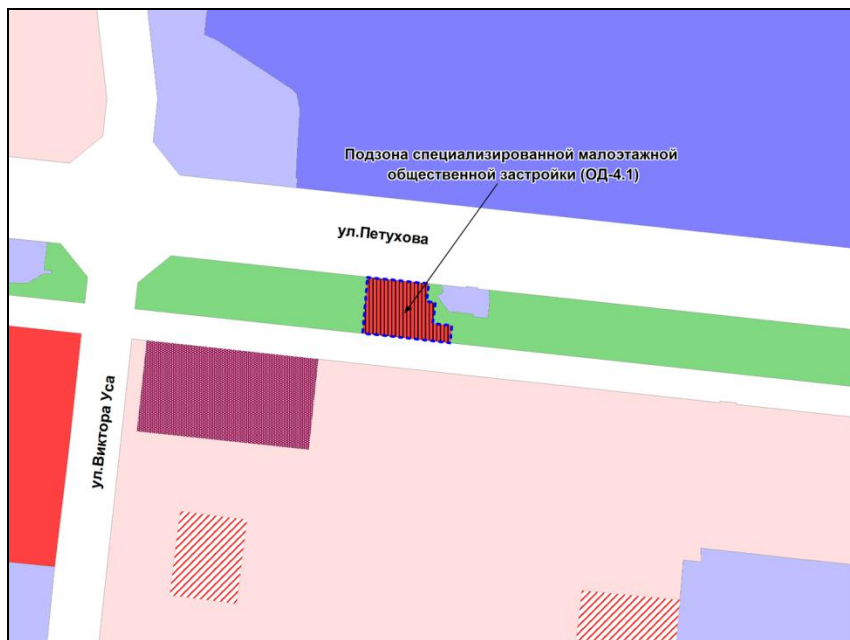 Подзона специализированной малоэтажной
общественной застройки (ОД-4.1)
ул.Петухова
ул.Виктора Уса